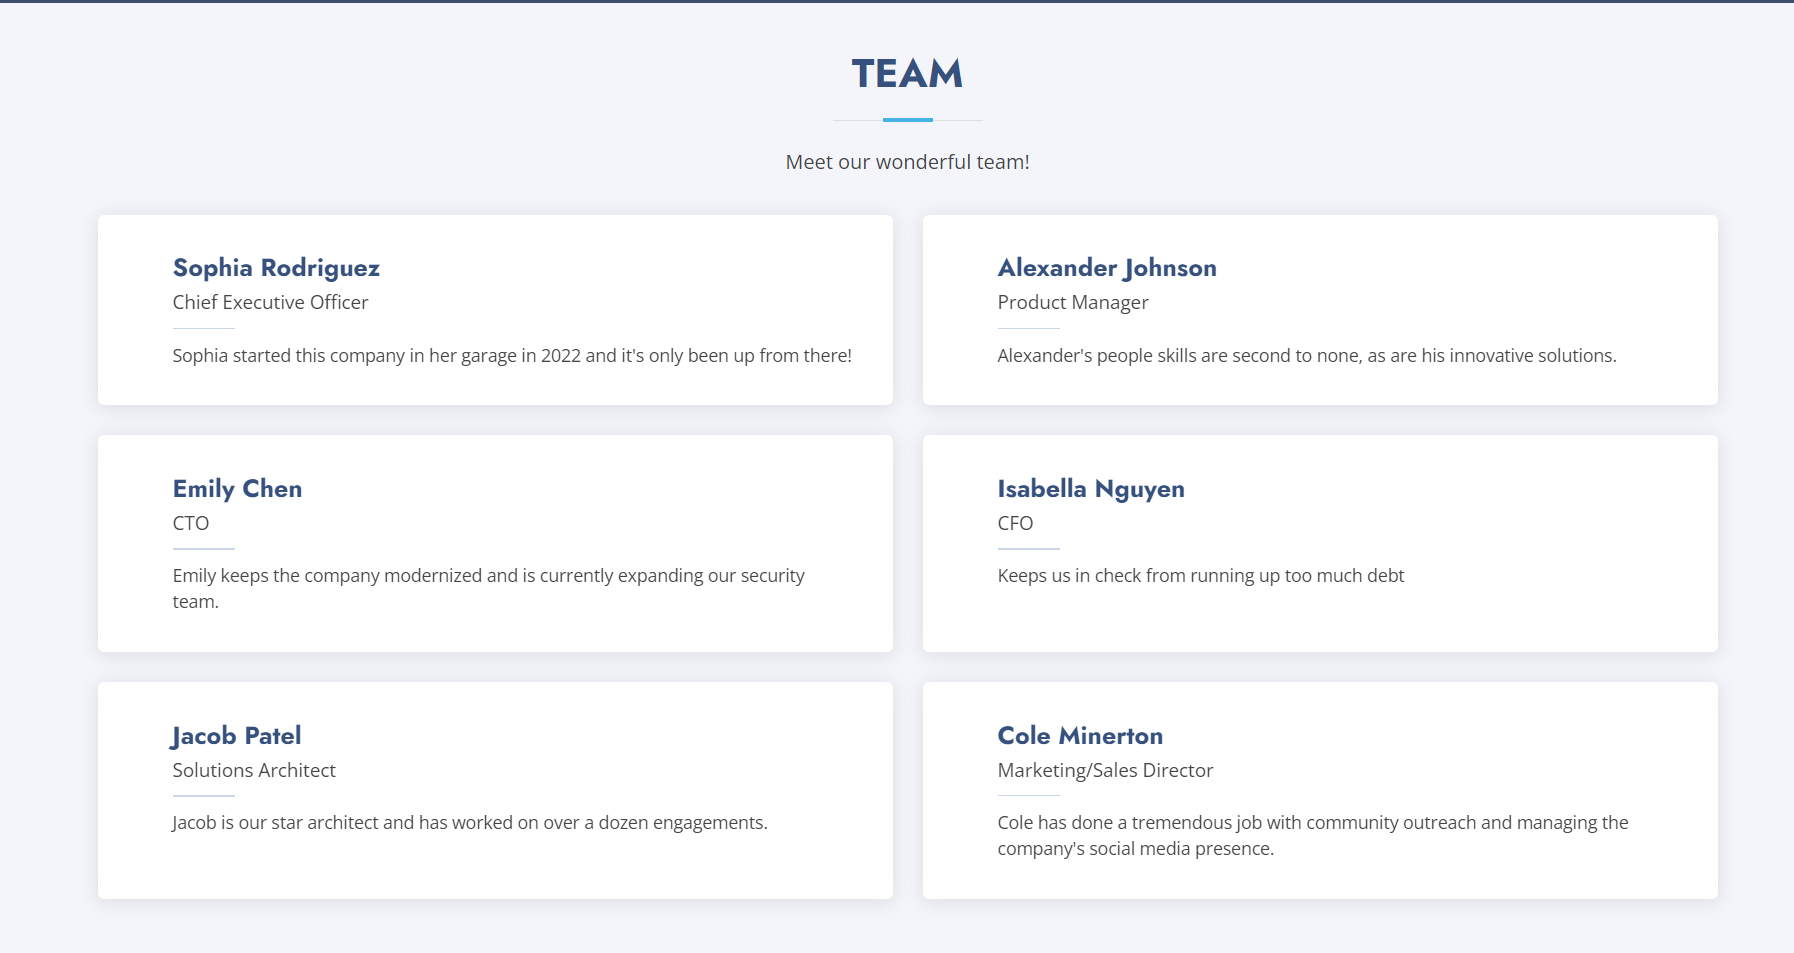 TEAM
Meet our wonderful team!
Sophia Rodriguez
Chief Executive Officer
Sophia started this company in her garage in 2022 and it's only been up from there!
Alexander Johnson
Product Manager
Alexander's people skills are second to none, as are his innovative solutions.
Emily Chen
CTO
Emily keeps the company modernized and is currently expanding our security
team.
Isabella Nguyen
CFO
Keeps us in check from running up too much debt
Jacob Patel
Solutions Architect
Jacob is our star architect and has worked on over a dozen engagements.
Cole Minerton
Marketing/Sales Director
Cole has done a tremendous job with community outreach and managing the
company's social media presence.